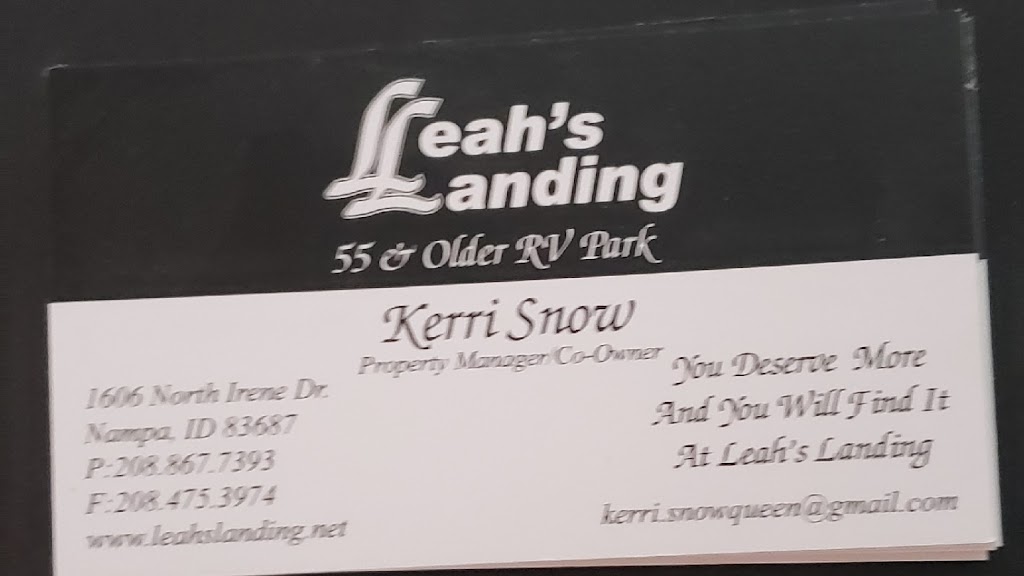 Leah's
Landing
55 & Older RV Park
Kerri Snow
Property Manager/Co-Owner
1606 North Irene Dr.
Nampa, ID 83687
P:208.867.7393
F:208.475.3974
www.leahslanding.net
You Deserve More
And You Will Find It
At Leah's Landing
kerri.snowqueen@gmail.com